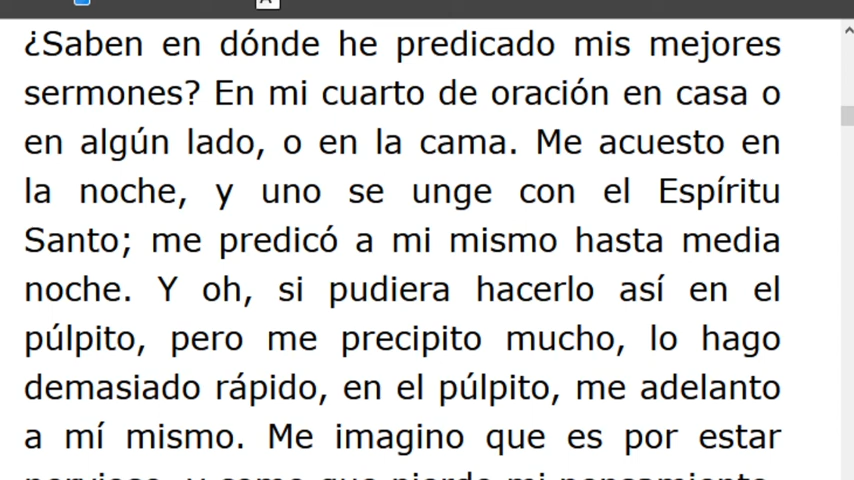 ¿Saben en dónde he predicado mis mejores
sermones? En mi cuarto de oración en casa o
en algún lado, o en la cama. Me acuesto en
la noche, y uno se unge con el Espíritu
Santo; me predicó a mi mismo hasta media
noche. Y oh, si pudiera hacerlo así en el
púlpito, pero me precipito mucho, lo hago
demasiado rápido, en el púlpito, me adelanto
a mí mismo. Me imagino que es por estar